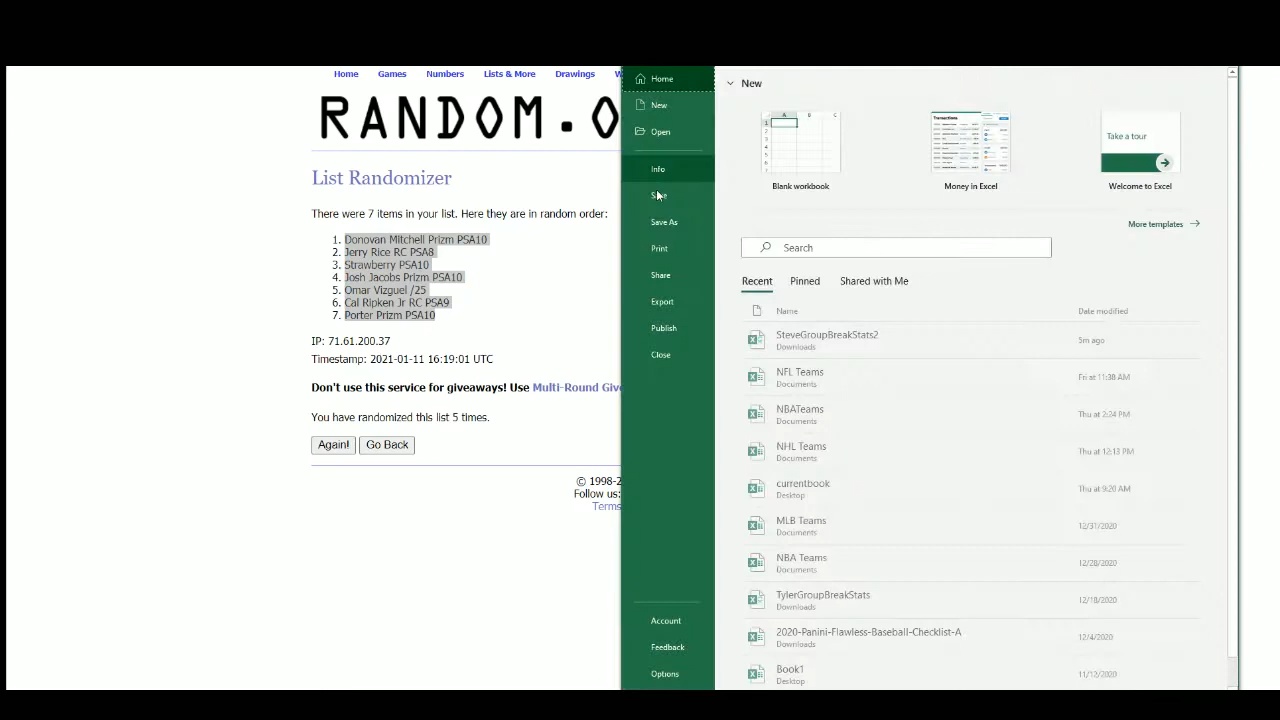 Home Games Numbers Lists & More Drawings
RANDOM.O
List Randomizer
There were 7 items in your list. Here they are in random order:
1. Donovan Mitchell Prizm PSA10
2. Jerry Rice RC PSA8
3. Strawberry PSA10
4. Josh Jacobs Prizm PSA10
5. Omar Vizguel /25
6. Cal Ripken Jr RC PSA9
7. Porter Prizm PSA10
IP: 71.61.200.37
Timestamp: 2021-01-11 16:19:01 UTC
Don't use this service for giveaways! Use Multi-Round Give
You have randomized this list 5 times.
Again! Go Back
© 1998-2
Follow us:
Terms
Home
New
Open
Info
Save
Save As
Print
Share
Export
Publish
Close
Account
Feedback
Options
New
A B C
Transactions
Take a tour
Blank workbook Money in Excel Welcome to Excel
More templates
Search
Recent Pinned Shared with Me
Name Date modified
SteveGroupBreakStats2
Downloads
5m ago
NFL Teams
Documents
Fri at 11:38 AM
NBATeams
Documents
Thu at 2:24 PM
NHL Teams
Documents
Thu at 12:13 PM
currentbook
Desktop
Thu at 9:20 AM
MLB Teams
Documents
12/31/2020
NBA Teams
Documents
12/28/2020
TylerGroupBreakStats
Downloads
12/18/2020
2020-Panini-Flawless-Baseball-Checklist-A
Downloads
12/4/2020
Book1
Desktop
11/12/2020